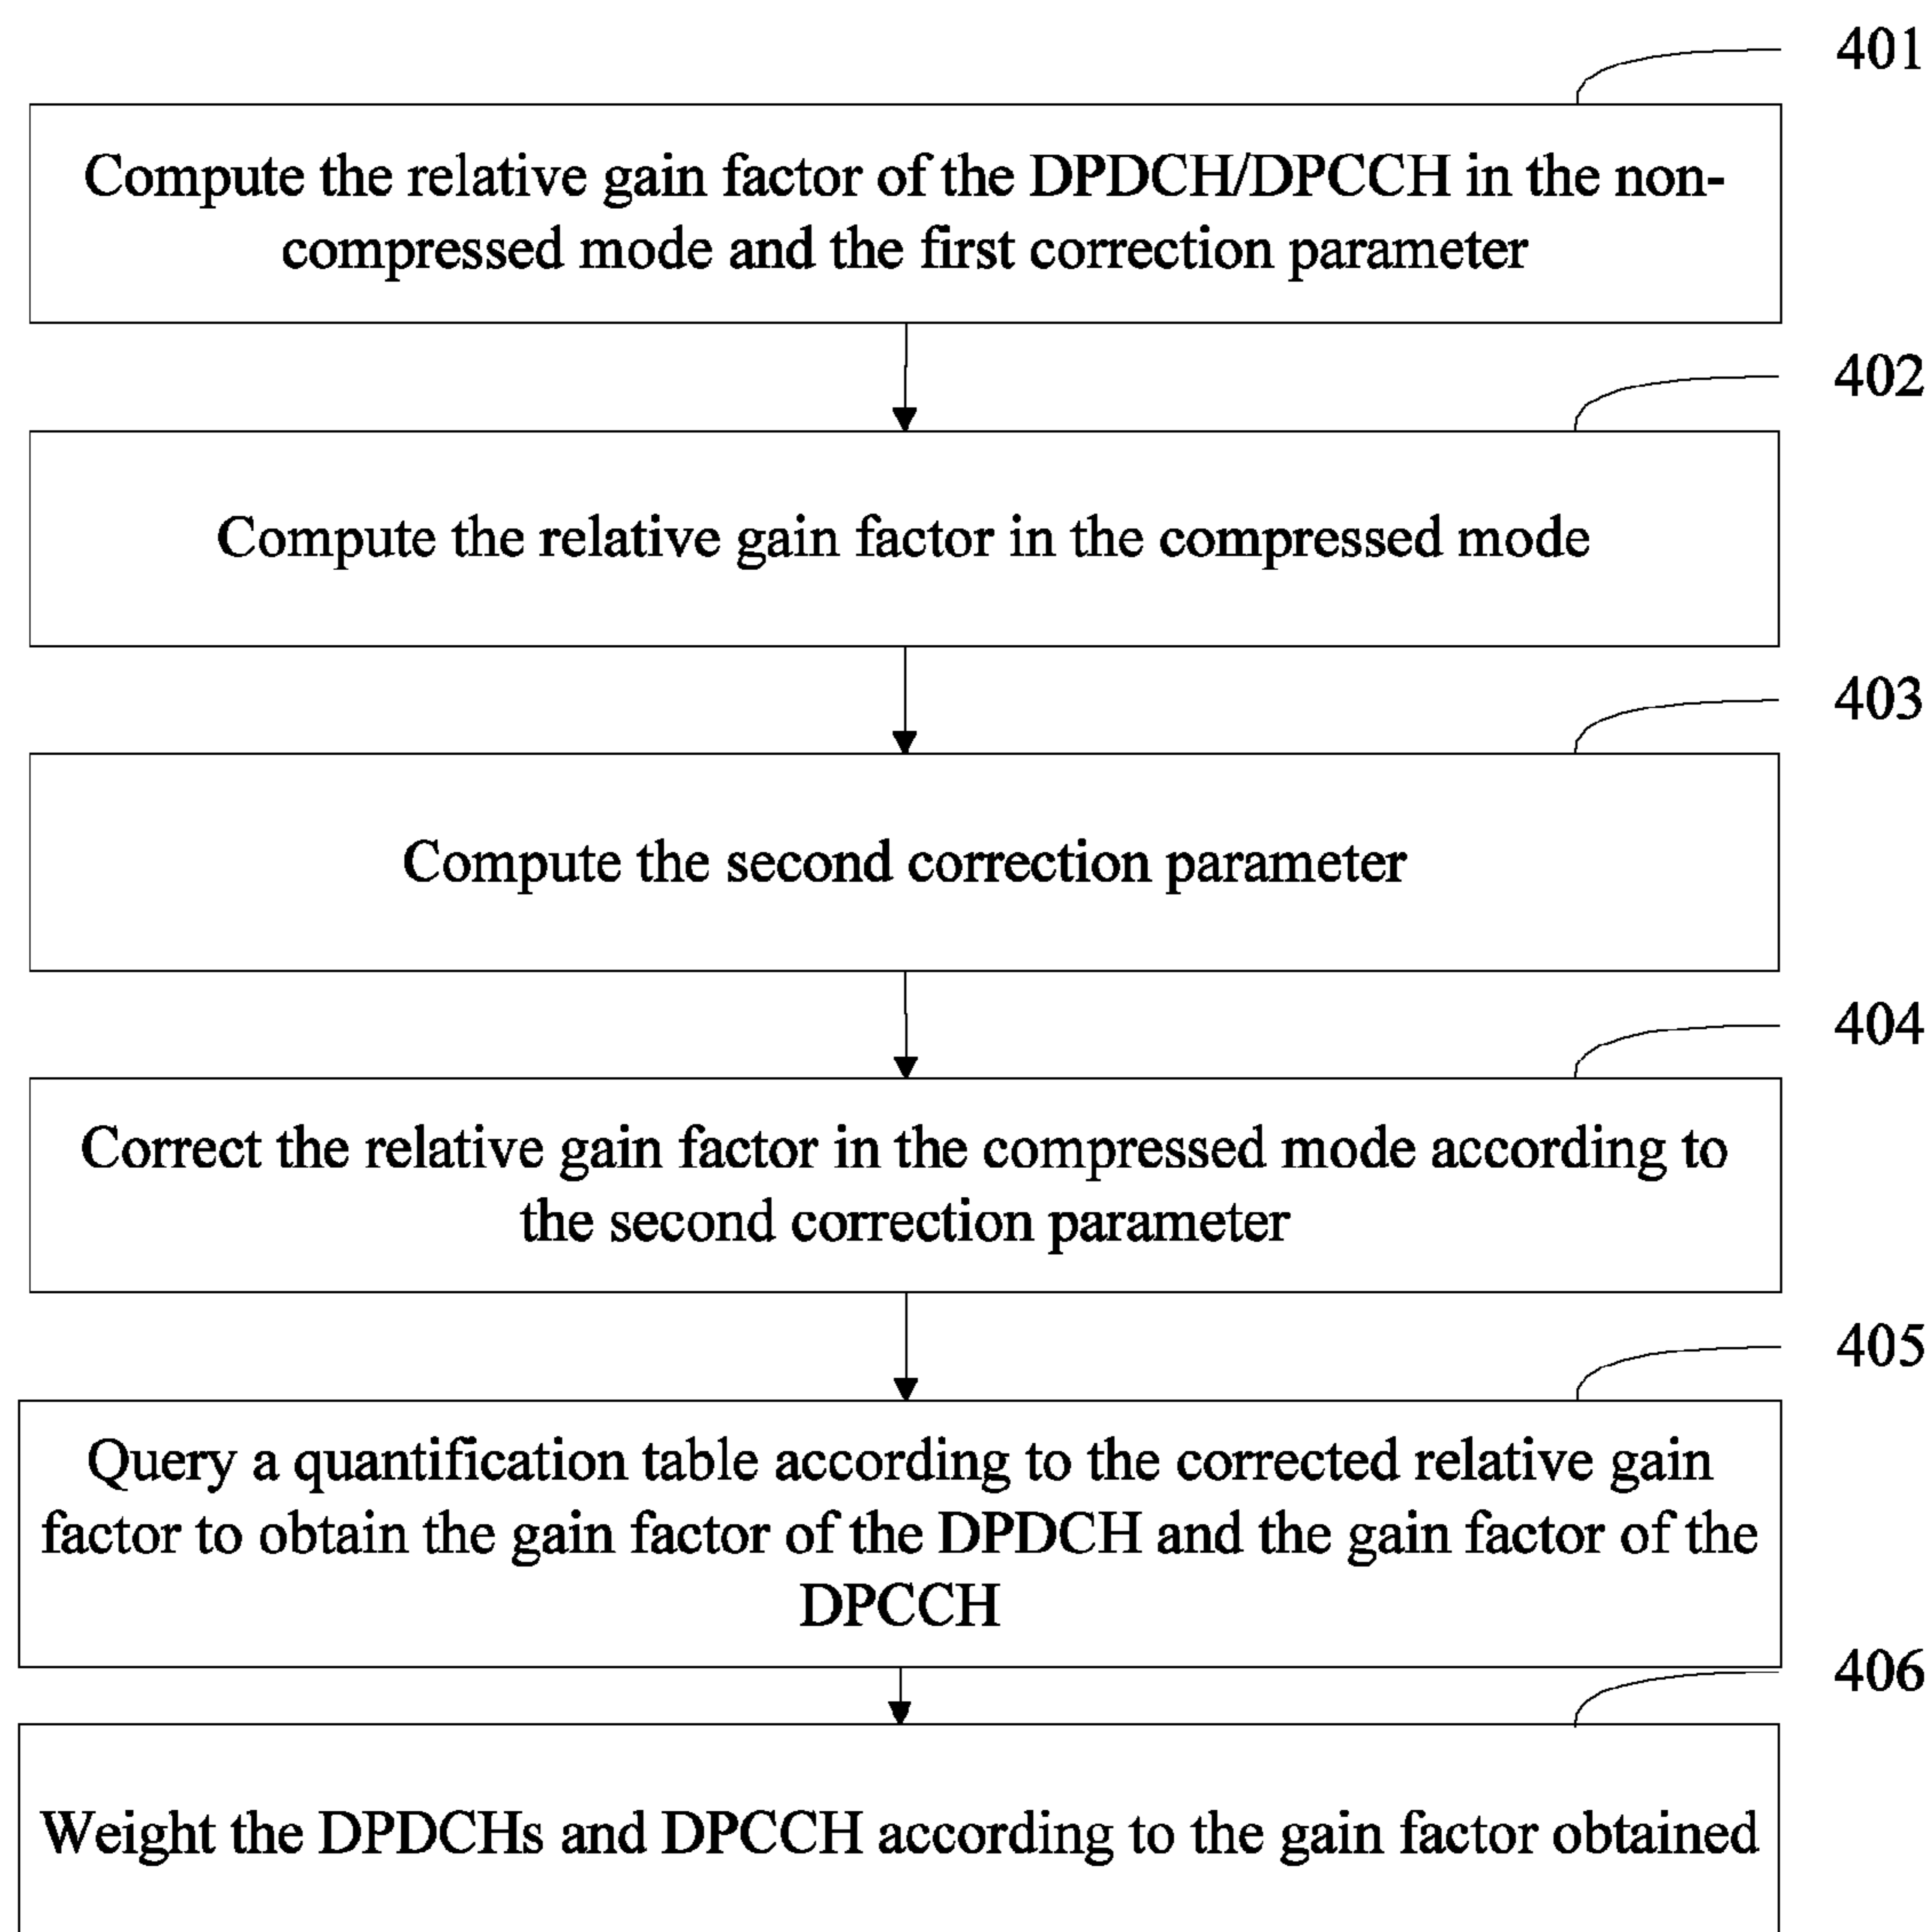 401
Compute the relative gain factor of the DPDCH/DPCCH in the non-
compressed mode and the first correction parameter
402
Compute the relative gain factor in the compressed mode
403
Compute the second correction parameter
404
Correct the relative gain factor in the compressed mode according to
the second correction parameter
405
Query a quantification table according to the corrected relative gain
factor to obtain the gain factor of the DPDCH and the gain factor of the
DPCCH
406
Weight the DPDCHs and DPCCH according to the gain factor obtained